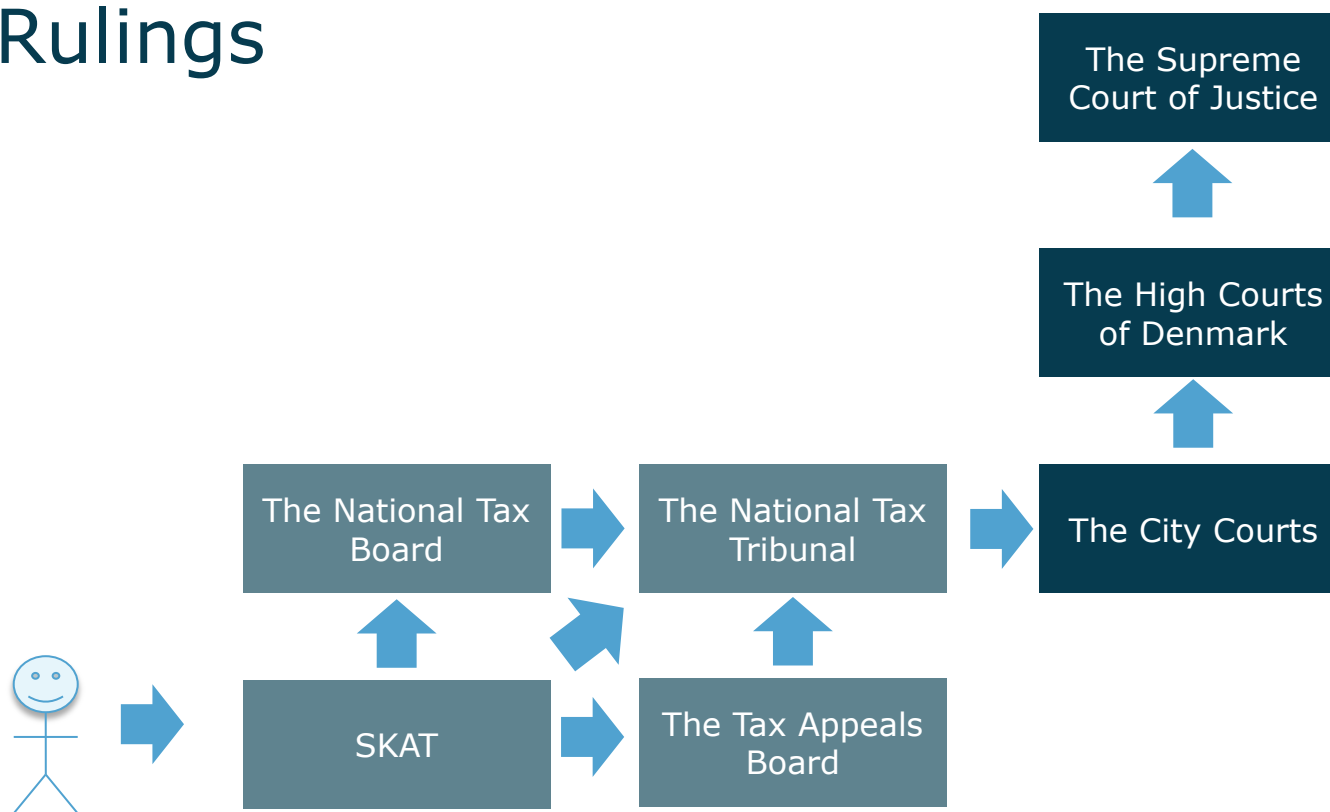 Rulings
The Supreme
Court of Justice
The High Courts
of Denmark
The National Tax
Board
The National Tax
Tribunal
The City Courts
SKAT
The Tax Appeals
Board